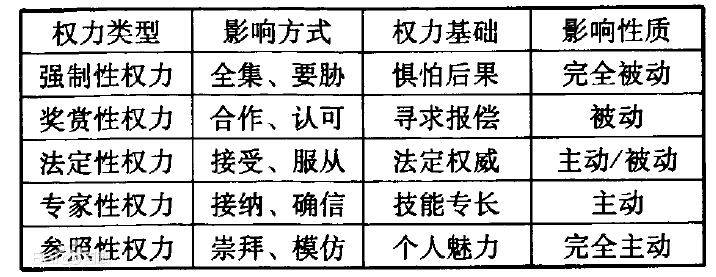 权力类型 影响方式 权力基础 影响性质
强制性权力 全集、要胁 惧怕后果 完全被动
奖赏性权力 合作、认可 寻求报偿 被动
法定性权力 接受、服从 法定权威 主动/被动
专家性权力 接纳、确信 技能专长 主动
参照性权力 崇拜、模仿 个人魅力 完全主动